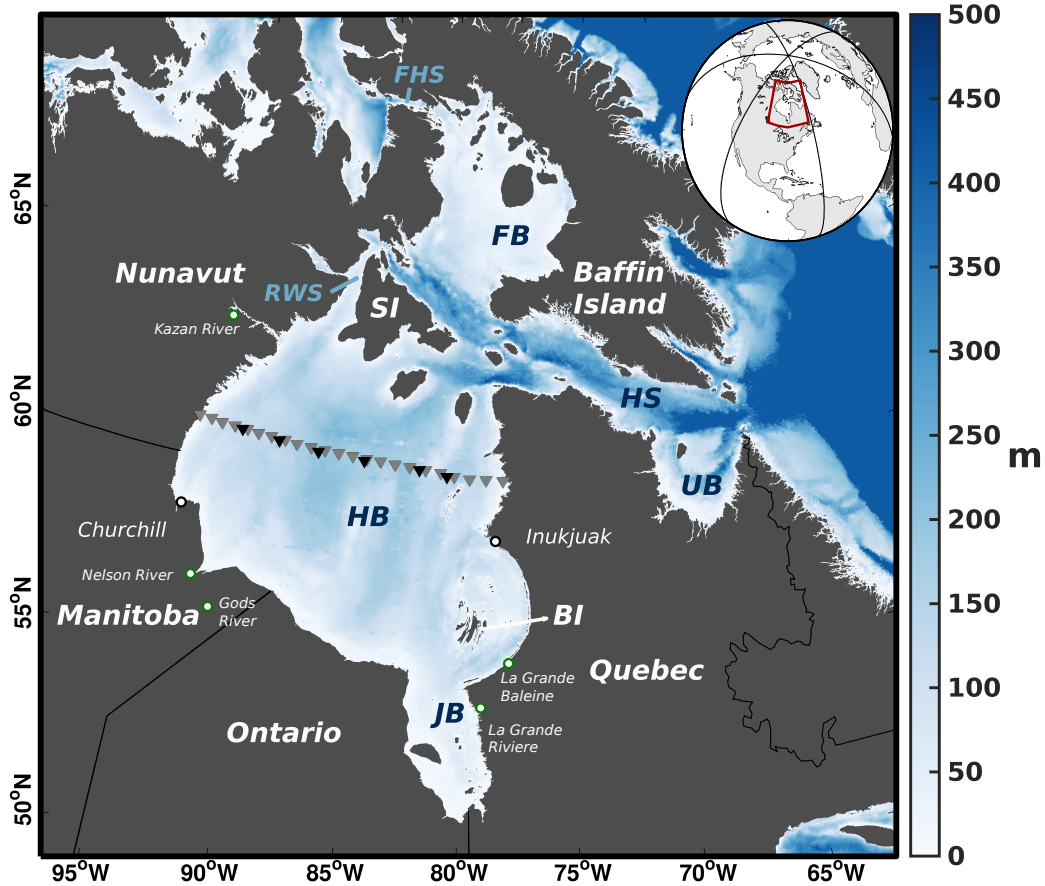 FHS
FB
Nunavut
RWS
SI
Baffin
Island
Kazan River
HS
UB
HB
Churchill
Inukjuak
Nelson River
Manitoba
Gods
River
BI
Quebec
La Grande
Baleine
JB
Ontario
La Grande
Riviere
65°N
60°N
55°N
50°N
95°W
90°W
85°W
80°W
75°W
70°W
65°W
500
450
400
350
300
250
m
200
150
100
50
0